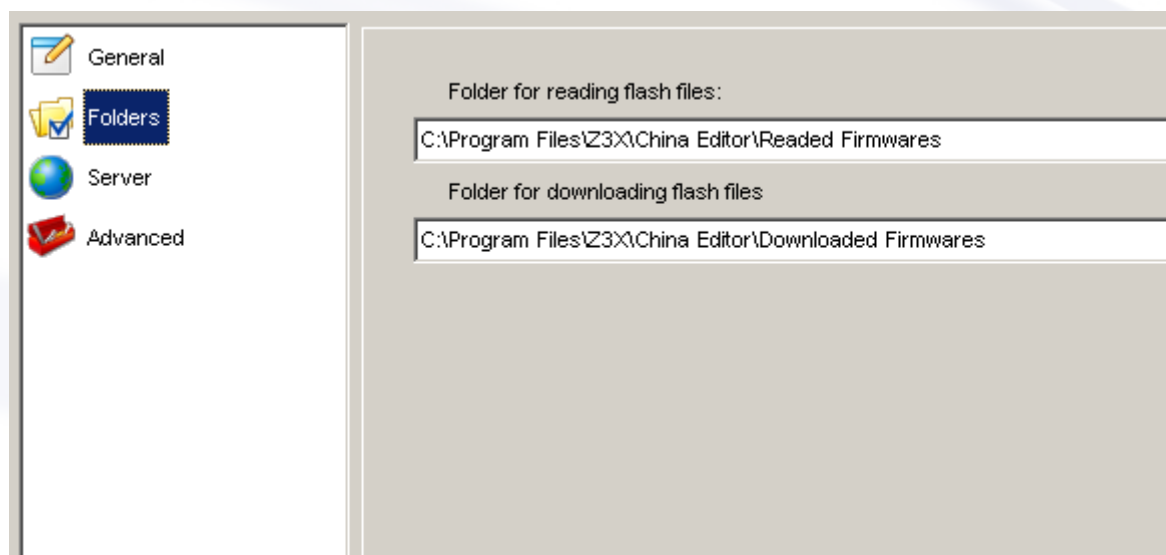 General
Folders
Server
Advanced
Folder for reading flash files:
C:\Program Files\Z3X\China Editor\Readed Firmwares
Folder for downloading flash files
C:\Program Files\Z3X\China Editor\Downloaded Firmwares